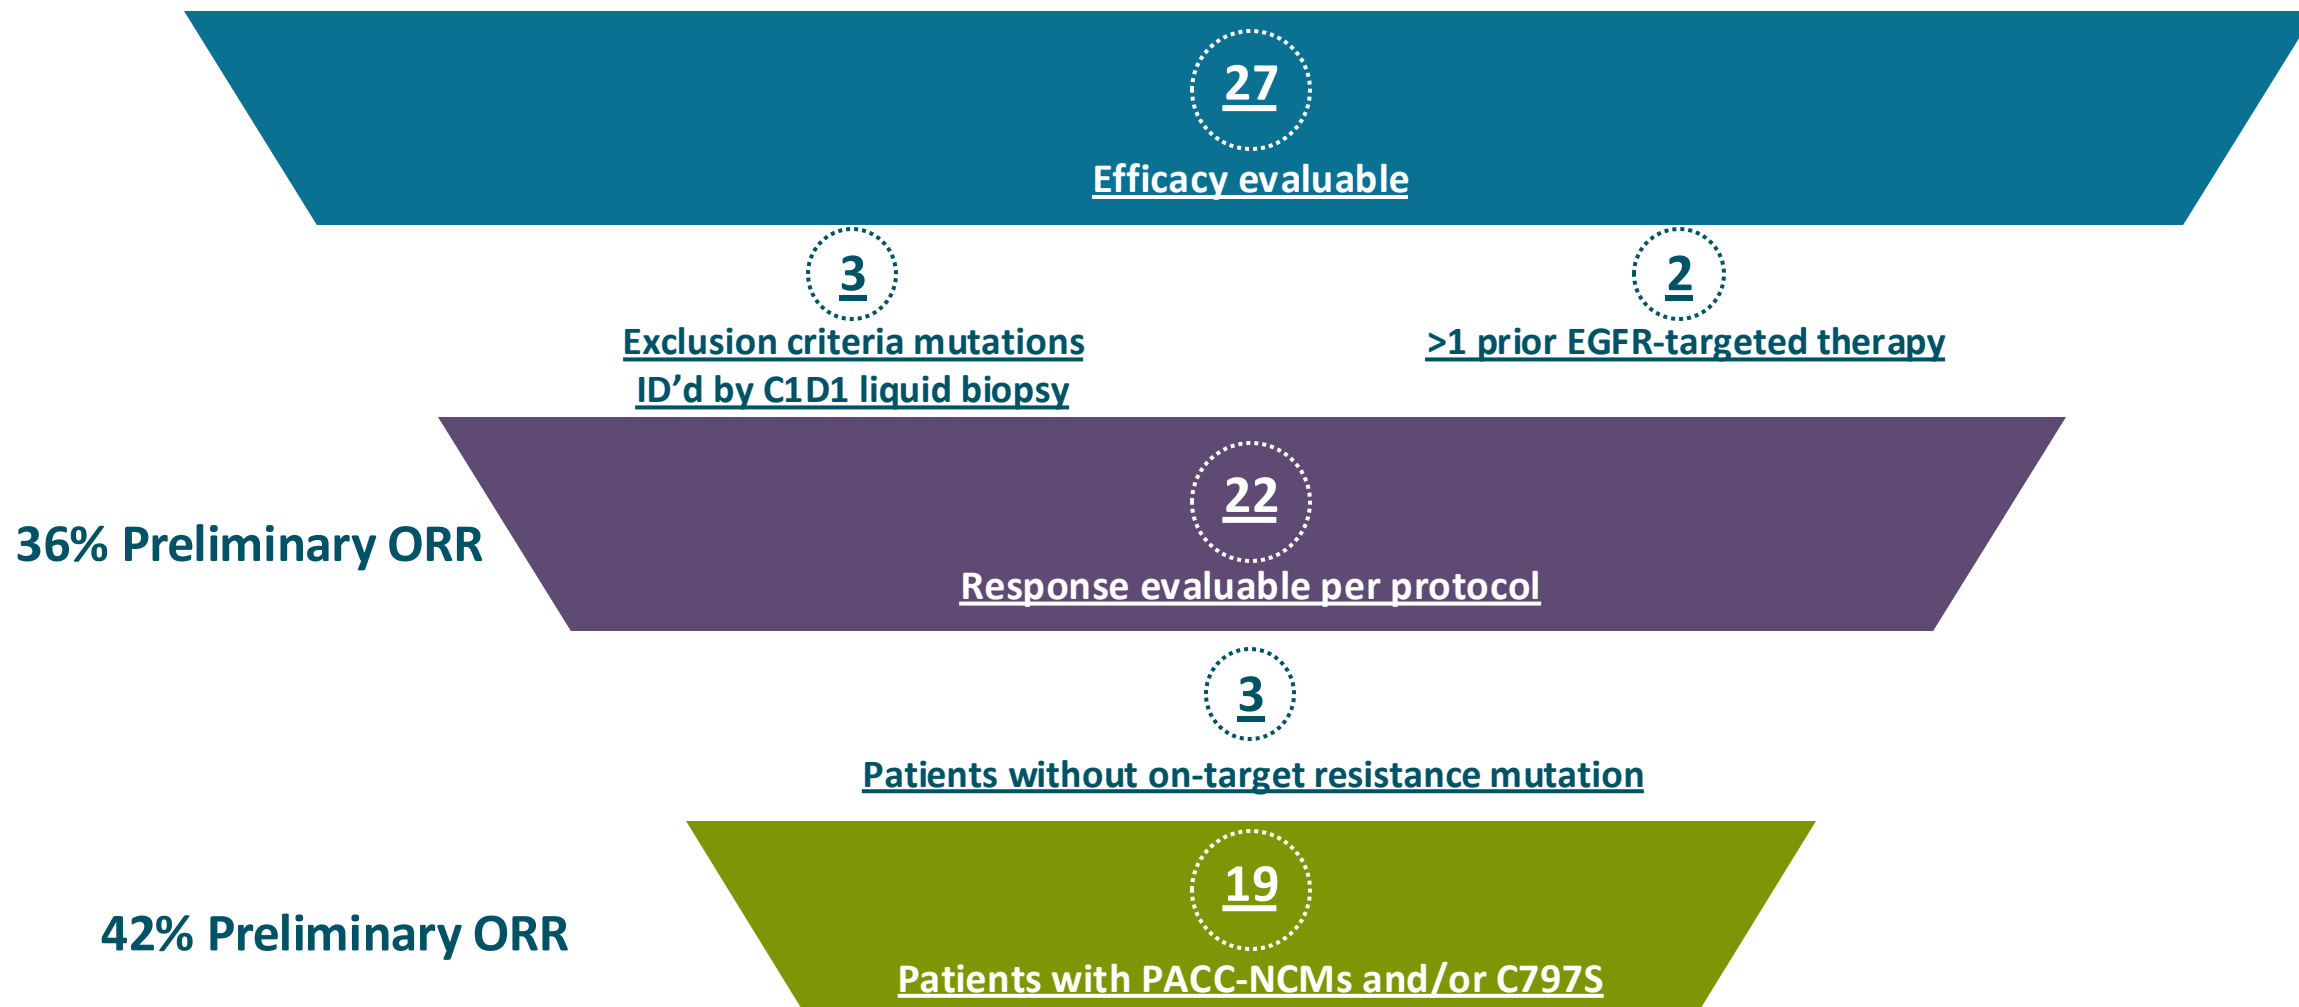 27
Efficacy evaluable
3
Exclusion criteria mutations
ID’d by C1D1 liquid biopsy
2
>1 prior EGFR-targeted therapy
36% Preliminary ORR
22
Response evaluable per protocol
3
Patients without on-target resistance mutation
42% Preliminary ORR
19
Patients with PACC-NCMs and/or C797S